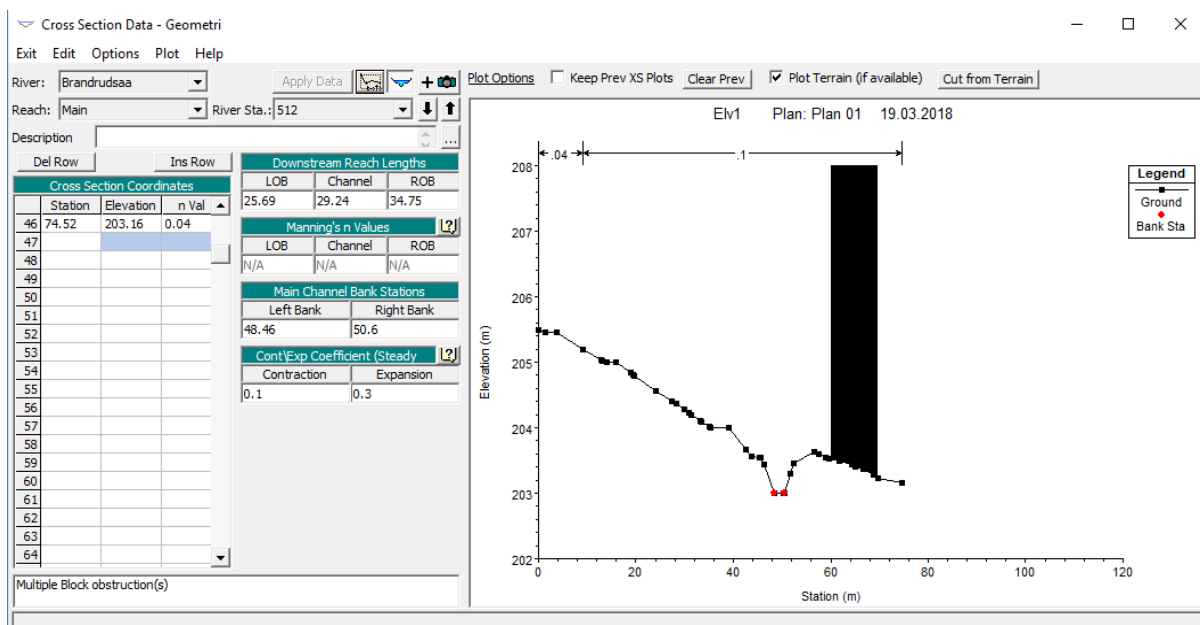 Cross Section Data - Geometri
Exit Edit Options Plot Help
River: Brandrudsaa Apply Data
Reach: Main River Sta.: 512
Description ...
Del Row Ins Row
Cross Section Coordinates
Station Elevation n Val
46 74.52 203.16 0.04
47
48
49
50
51
52
53
54
55
56
57
58
59
60
61
62
63
64
Downstream Reach Lengths
LOB Channel ROB
25.69 29.24 34.75
Manning's n Values
LOB Channel ROB
N/A N/A N/A
Main Channel Bank Stations
Left Bank Right Bank
48.46 50.6
Cont\Exp Coefficient (Steady
Contraction Expansion
0.1 0.3
Multiple Block obstruction(s)
Plot Options Keep Prev XS Plots Clear Prev Plot Terrain (if available) Cut from Terrain
Elv1 Plan: Plan 01 19.03.2018
.04 .1
208
207
206
205
204
203
202
Elevation (m)
0 20 40 60 80 100 120
Station (m)
Legend
Ground
Bank Sta